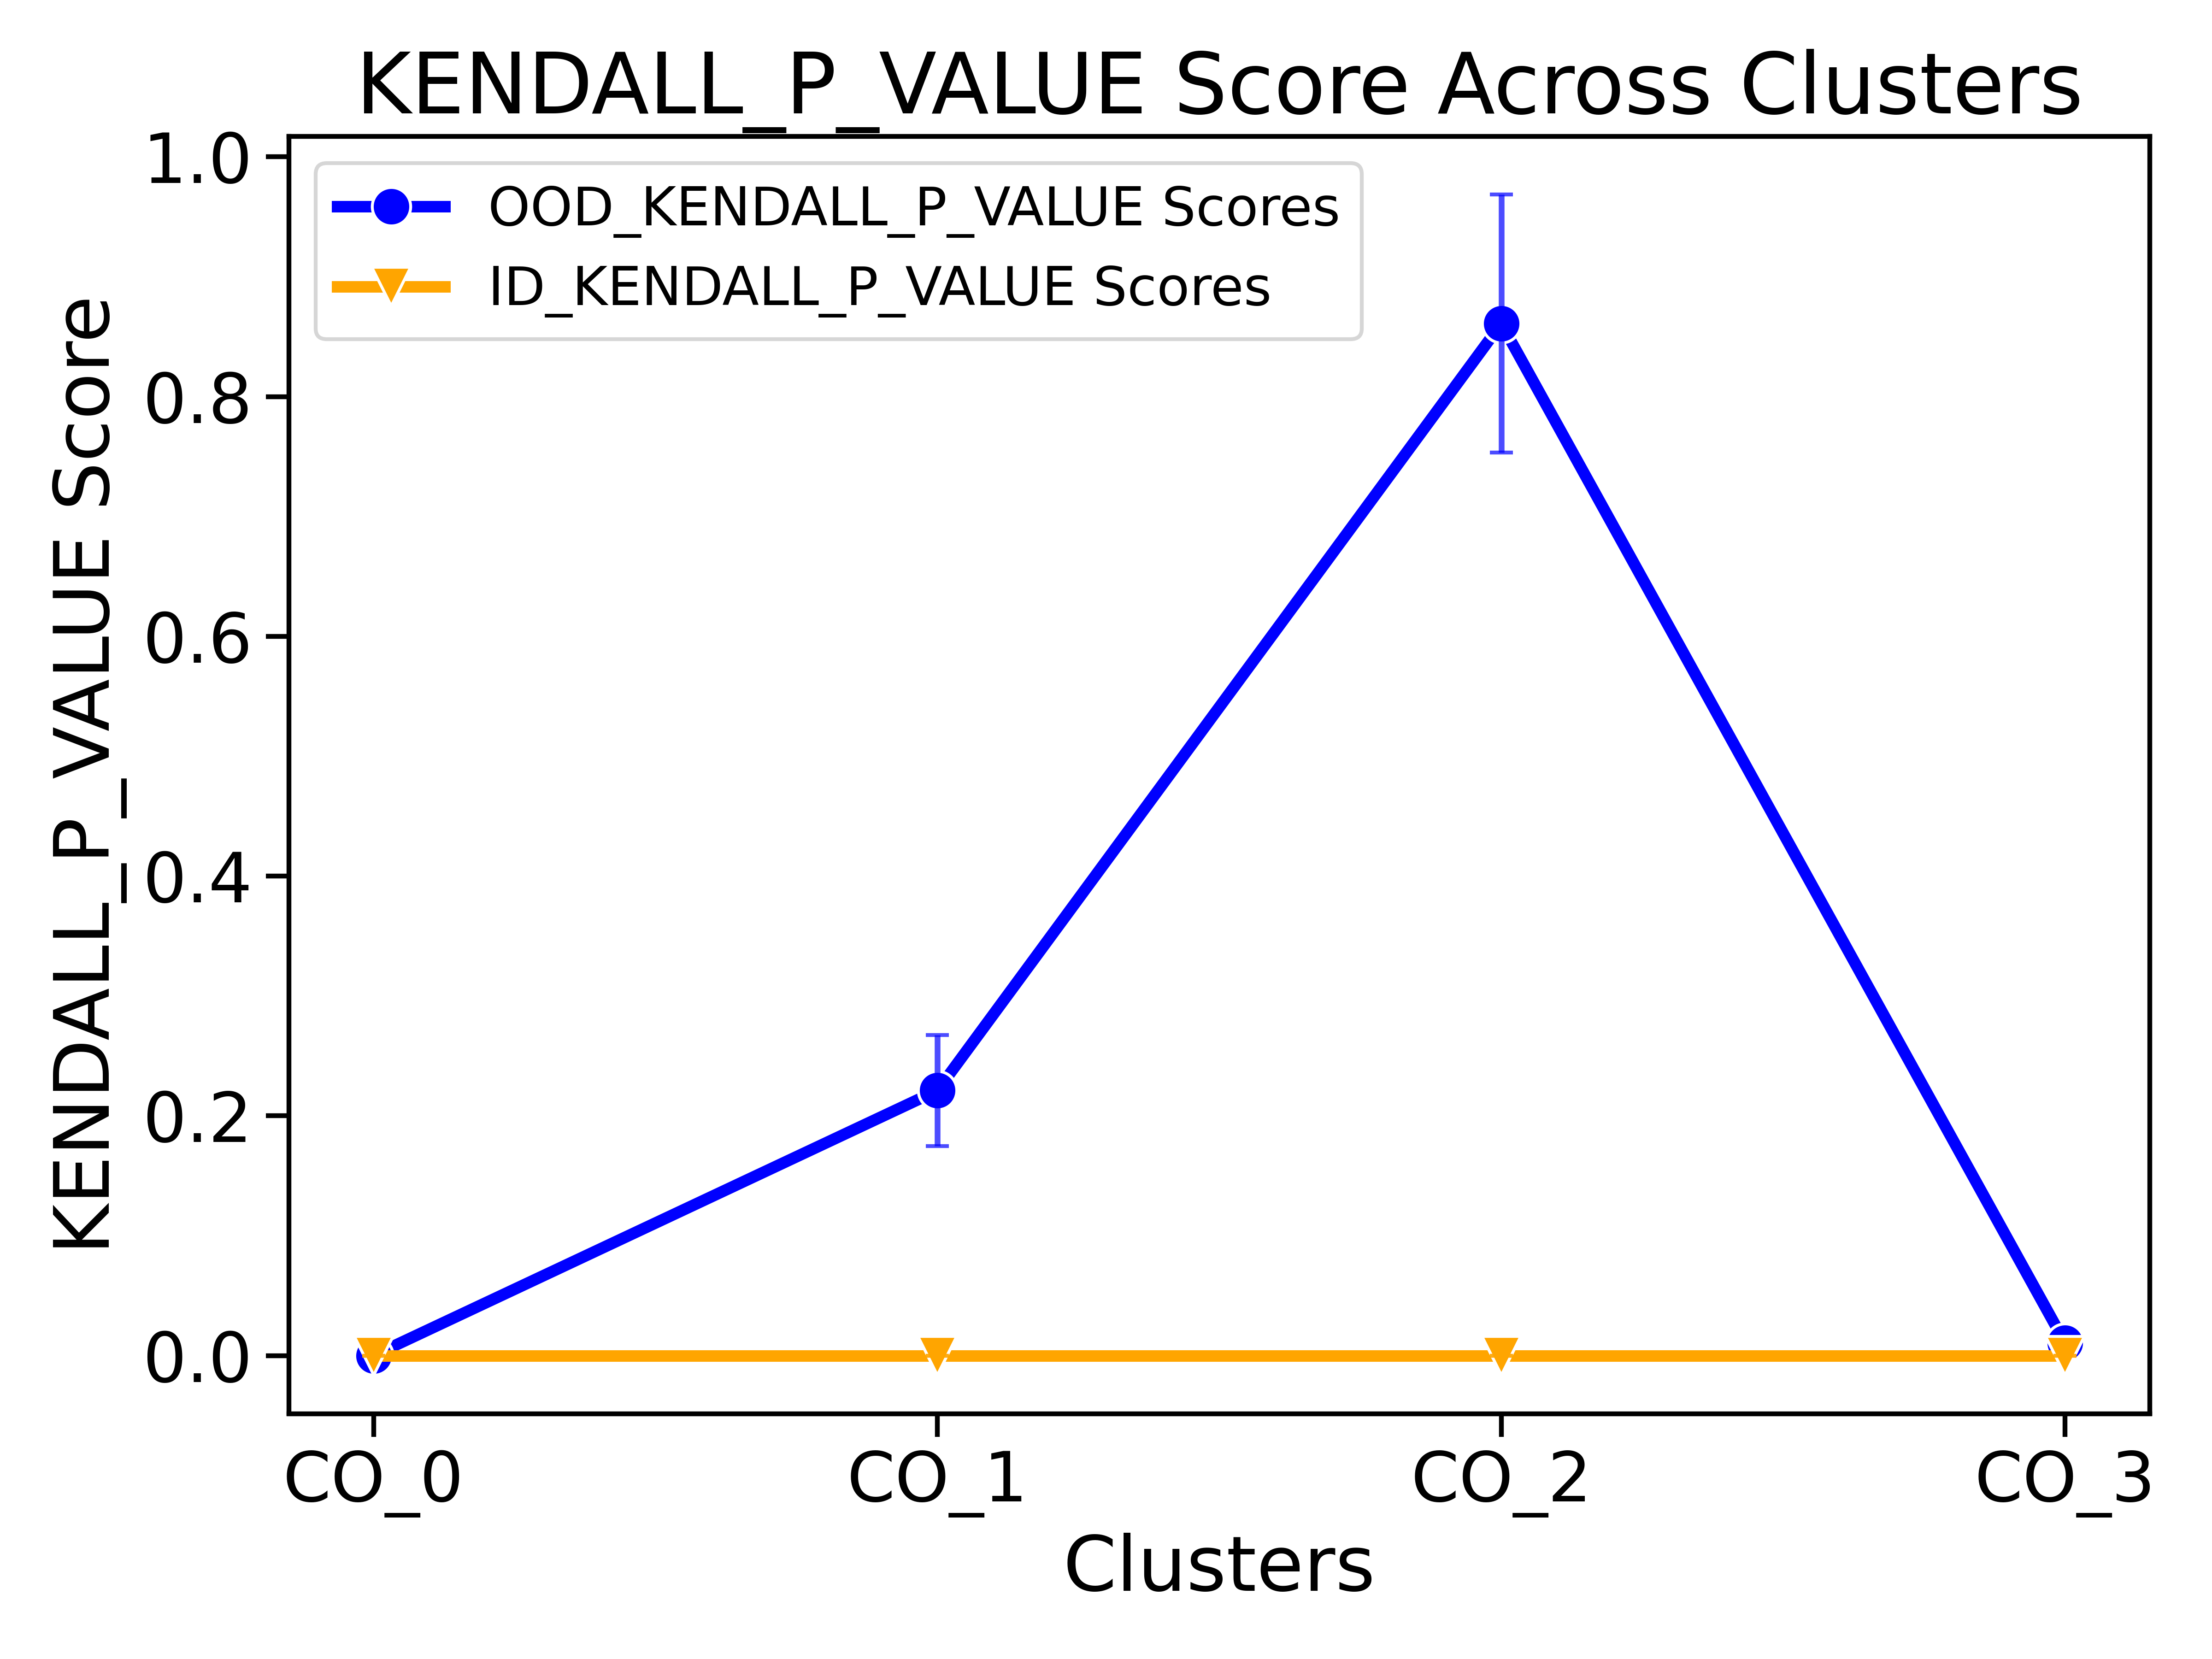 KENDALL_P_VALUE Score Across Clusters
OOD_KENDALL_P_VALUE Scores
ID_KENDALL_P_VALUE Scores
KENDALL_P_VALUE Score
1.0
0.8
0.6
0.4
0.2
0.0
CO_0 CO_1 CO_2 CO_3
Clusters